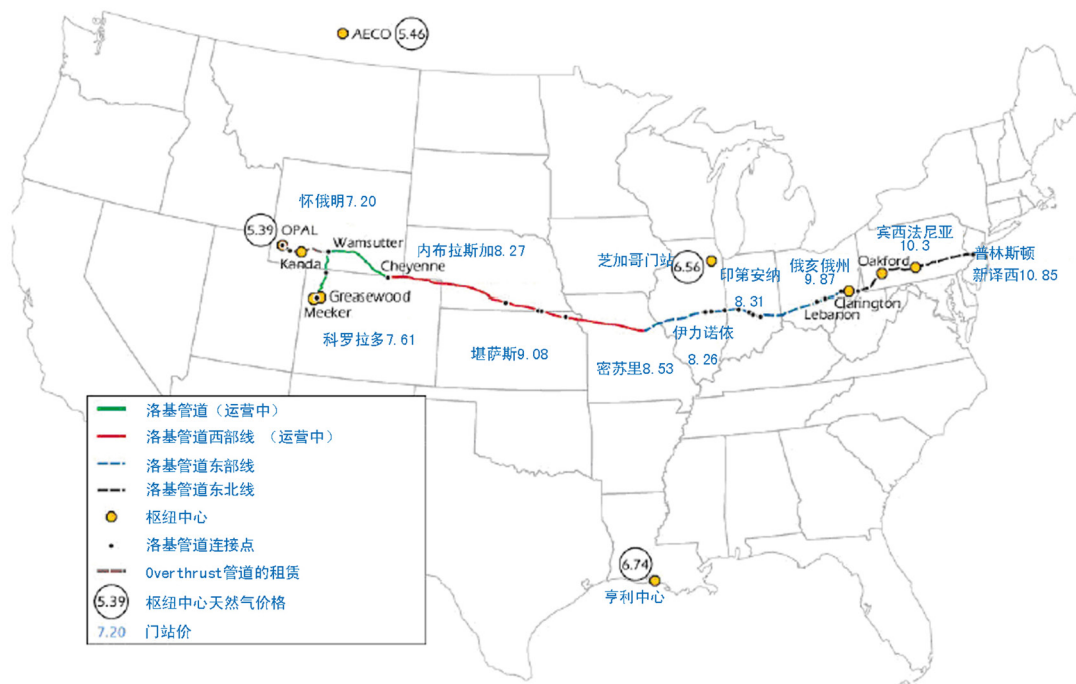 AECO 5.46
怀俄明7.20
5.39 OPAL
Wamsutter
Kanda
内布拉斯加8.27
Cheyenne
Greasewood
Meeker
科罗拉多7.61
堪萨斯9.08
密苏里8.53
芝加哥门站 6.56
印第安纳
8.31
伊力诺依
8.26
俄亥俄州
9.87
Clarington
Lebanon
宾西法尼亚
10.3
Oakford
普林斯顿
新译西10.85
6.74
亨利中心
洛基管道(运营中)
洛基管道西部线 (运营中)
洛基管道东部线
洛基管道东北线
枢纽中心
洛基管道连接点
Overthrust管道的租赁
5.39 枢纽中心天然气价格
7.20 门站价